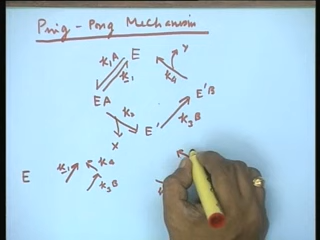 Ping - Pong Mechanism
Y
k₁A E
k₋₁ k₄
EA E'B
k₂
E' k₃B
X
k₋₁ k₄
E k₃B